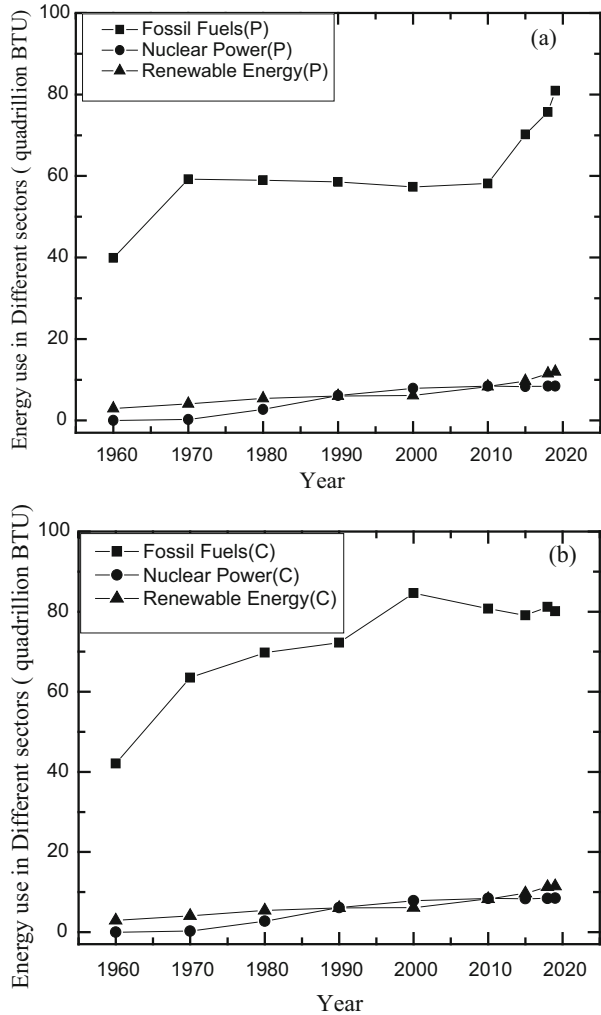 Energy use in Different sectors ( quadrillion BTU)
100
80
60
40
20
0
Fossil Fuels(P)
Nuclear Power(P)
Renewable Energy(P)
(a)
1960 1970 1980 1990 2000 2010 2020
Year
Energy use in Different sectors ( quadrillion BTU)
100
80
60
40
20
0
Fossil Fuels(C)
Nuclear Power(C)
Renewable Energy(C)
(b)
1960 1970 1980 1990 2000 2010 2020
Year